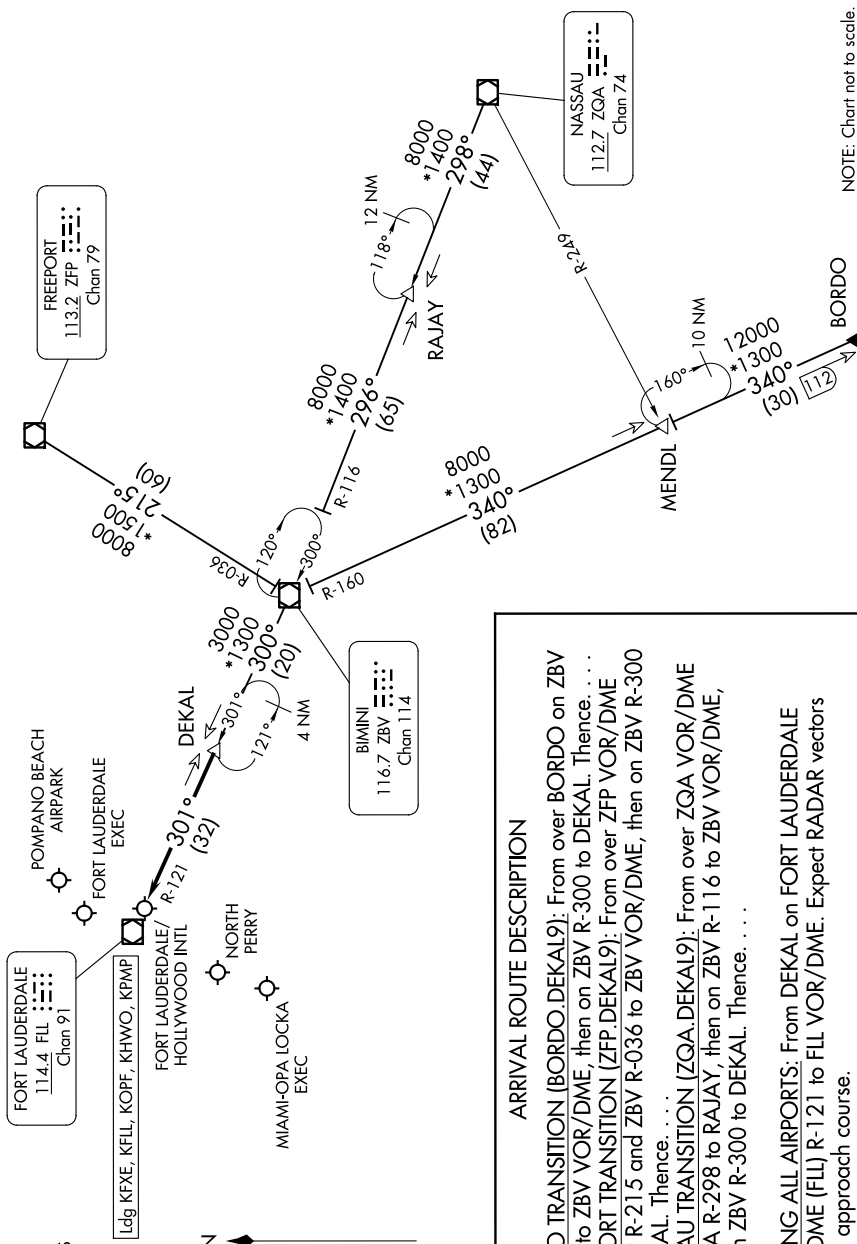 FORT LAUDERDALE
114.4 FLL
Chan 91
Ldg KFXE, KFLL, KOPF, KHWO, KPMP
POMPANO BEACH
AIRPARK
FORT LAUDERDALE
EXEC
FORT LAUDERDALE/
HOLLYWOOD INTL
NORTH
PERRY
MIAMI-OPA LOCKA
EXEC
N
R-121
301°
(32)
DEKAL
301°
121°
4 NM
3000
*1300
300°
(20)
BIMINI
116.7 ZBV
Chan 114
FREEPORT
113.2 ZFP
Chan 79
8000
*1500
215°
(60)
R-036
120°
300°
R-116
R-160
8000
*1400
296°
(65)
RAJAY
118°
12 NM
8000
*1400
298°
(44)
NASSAU
112.7 ZQA
Chan 74
R-249
8000
*1300
340°
(82)
MENDL
160°
10 NM
12000
*1300
340°
(30)
112
BORDO
NOTE: Chart not to scale.
ARRIVAL ROUTE DESCRIPTION
TRANSITION (BORDO.DEKAL9): From over BORDO on ZBV
to ZBV VOR/DME, then on ZBV R-300 to DEKAL. Thence. . . .
TRANSITION (ZFP.DEKAL9): From over ZFP VOR/DME
R-215 and ZBV R-036 to ZBV VOR/DME, then on ZBV R-300
Thence. . . .
TRANSITION (ZQA.DEKAL9): From over ZQA VOR/DME
R-298 to RAJAY, then on ZBV R-116 to ZBV VOR/DME,
ZBV R-300 to DEKAL. Thence. . . .
ALL AIRPORTS: From DEKAL on FORT LAUDERDALE
(FLL) R-121 to FLL VOR/DME. Expect RADAR vectors
approach course.